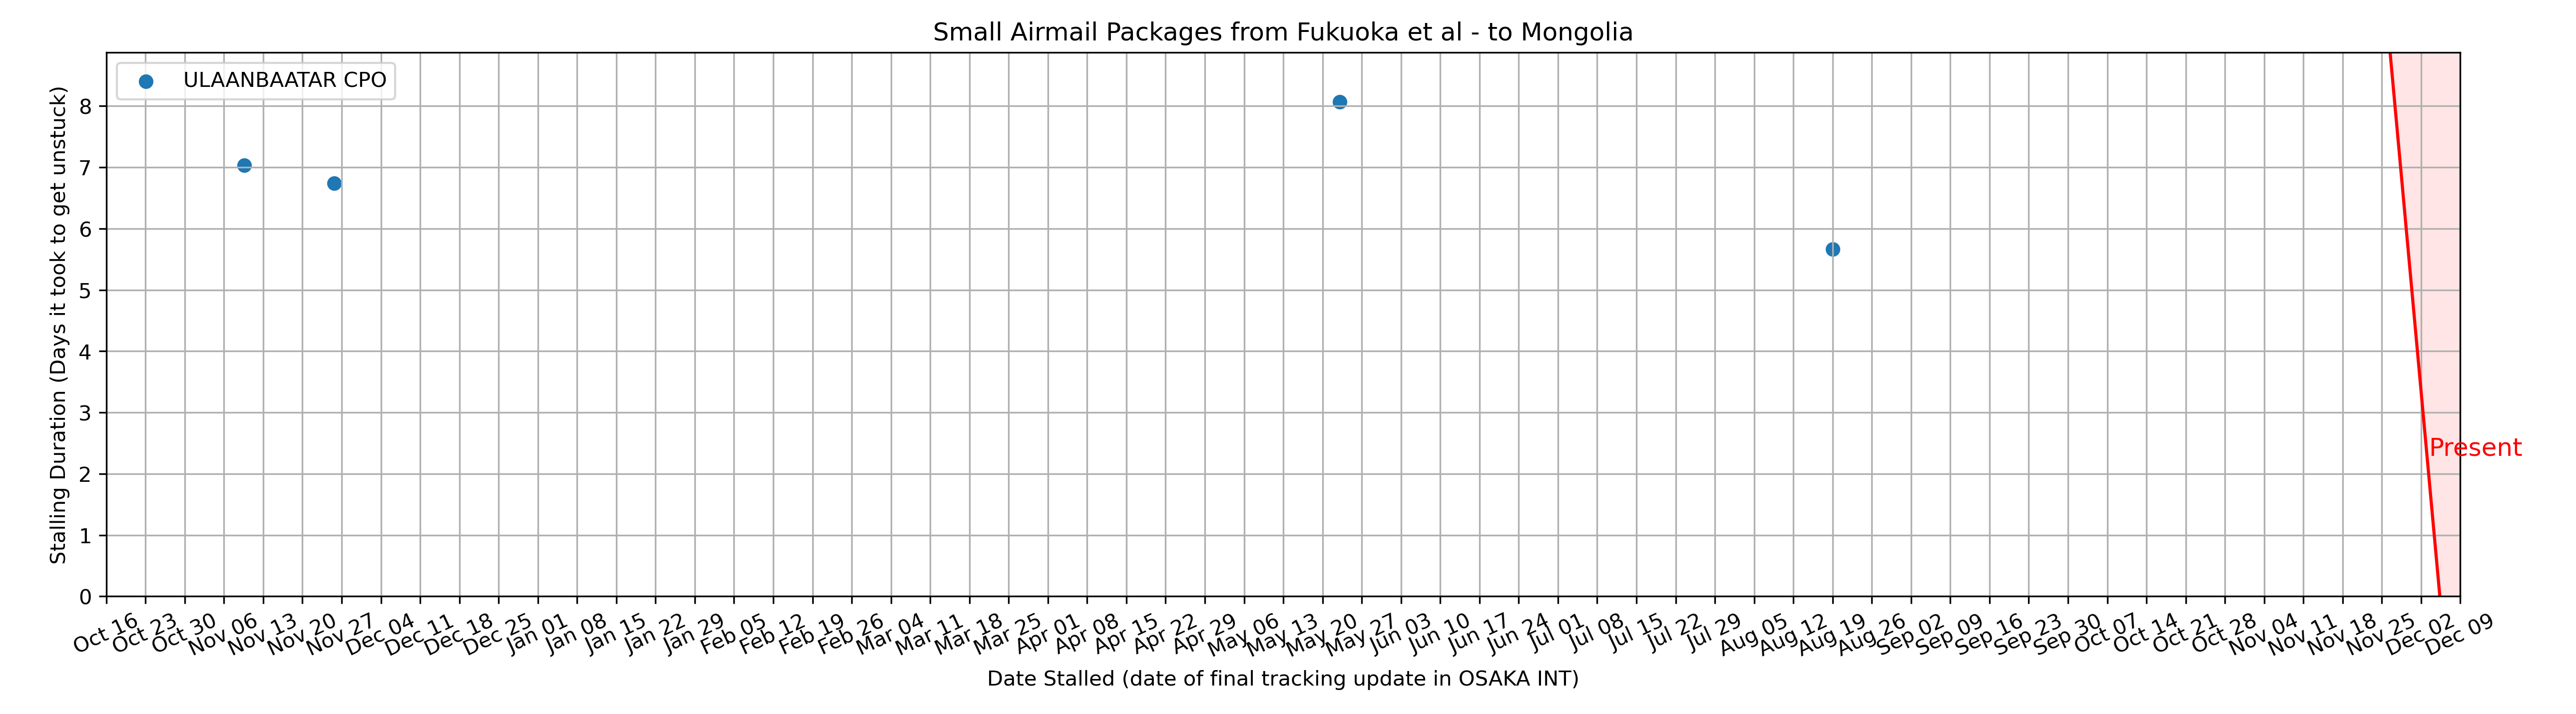 Small Airmail Packages from Fukuoka et al - to Mongolia
ULAANBAATAR CPO
Stalling Duration (Days it took to get unstuck)
8
7
6
5
4
3
2
1
0
Present
Oct 16
Oct 23
Oct 30
Nov 06
Nov 13
Nov 20
Nov 27
Dec 04
Dec 11
Dec 18
Dec 25
Jan 01
Jan 08
Jan 15
Jan 22
Jan 29
Feb 05
Feb 12
Feb 19
Feb 26
Mar 04
Mar 11
Mar 18
Mar 25
Apr 01
Apr 08
Apr 15
Apr 22
Apr 29
May 06
May 13
May 20
May 27
Jun 03
Jun 10
Jun 17
Jun 24
Jul 01
Jul 08
Jul 15
Jul 22
Jul 29
Aug 05
Aug 12
Aug 19
Aug 26
Sep 02
Sep 09
Sep 16
Sep 23
Sep 30
Oct 07
Oct 14
Oct 21
Oct 28
Nov 04
Nov 11
Nov 18
Nov 25
Dec 02
Dec 09
Date Stalled (date of final tracking update in OSAKA INT)